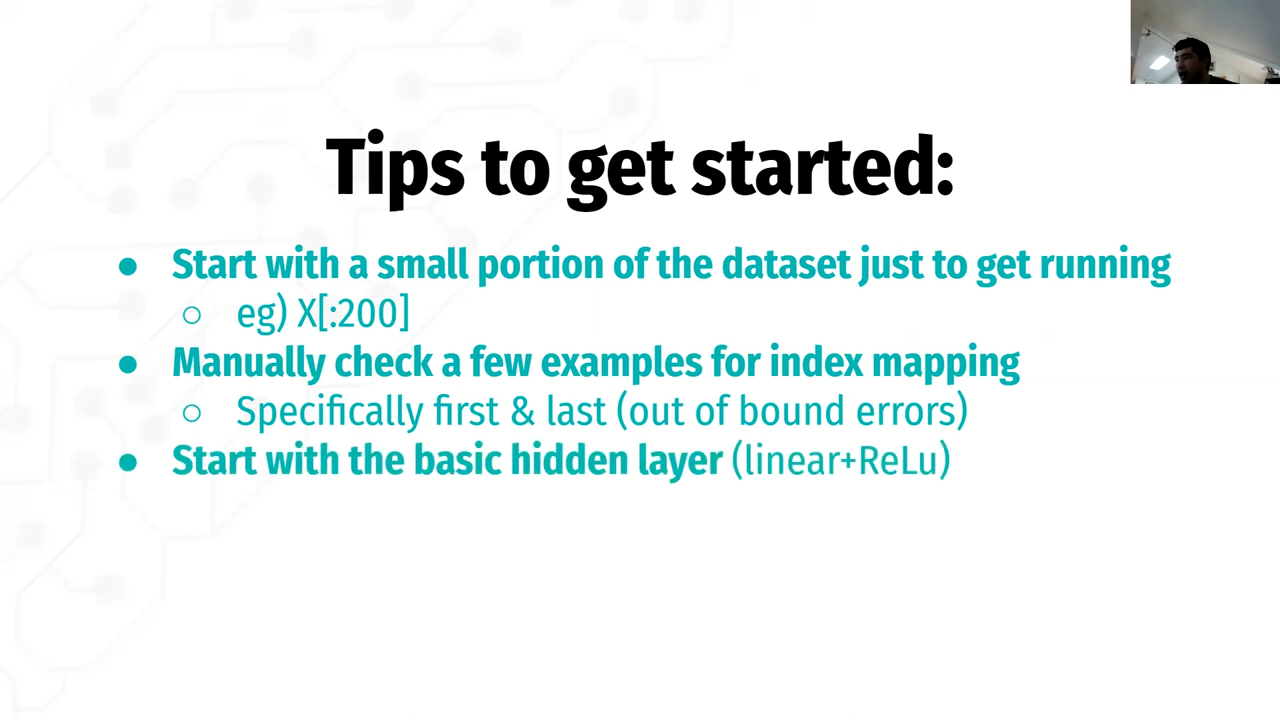 Tips to get started:
● Start with a small portion of the dataset just to get running
○ eg) X[:200]
● Manually check a few examples for index mapping
○ Specifically first & last (out of bound errors)
● Start with the basic hidden layer (linear+ReLu)